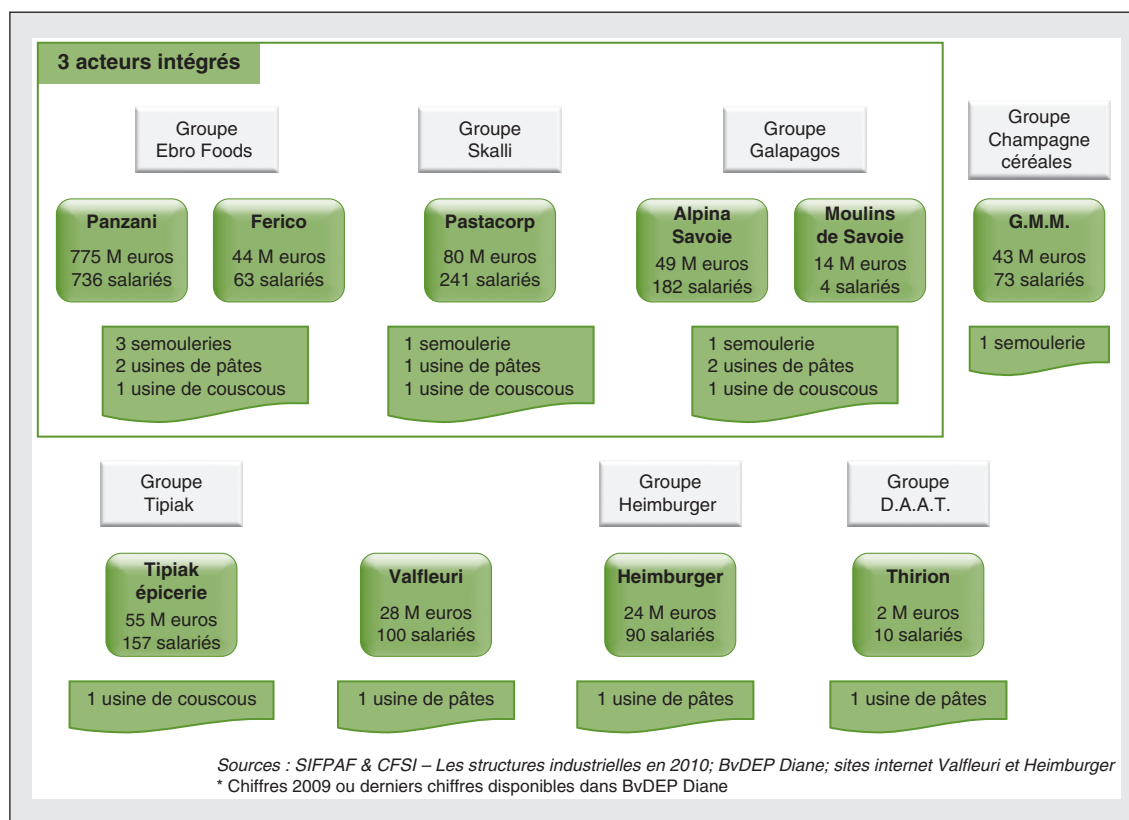 3 acteurs intégrés
Groupe
Ebro Foods
Groupe
Skalli
Groupe
Galapagos
Groupe
Champagne
céréales
Panzani
775 M euros
736 salariés
Ferico
44 M euros
63 salariés
Pastacorp
80 M euros
241 salariés
Alpina
Savoie
49 M euros
182 salariés
Moulins
de Savoie
14 M euros
4 salariés
G.M.M.
43 M euros
73 salariés
3 semouleries
2 usines de pâtes
1 usine de couscous
1 semoulerie
1 usine de pâtes
1 usine de couscous
1 semoulerie
2 usines de pâtes
1 usine de couscous
1 semoulerie
Groupe
Tipiak
Groupe
Heimburger
Groupe
D.A.A.T.
Tipiak
épicerie
55 M euros
157 salariés
Valfleuri
28 M euros
100 salariés
Heimburger
24 M euros
90 salariés
Thirion
2 M euros
10 salariés
1 usine de couscous
1 usine de pâtes
1 usine de pâtes
1 usine de pâtes
Sources : SIFPAF & CFSI – Les structures industrielles en 2010; BvDEP Diane; sites internet Valfleuri et Heimburger
* Chiffres 2009 ou derniers chiffres disponibles dans BvDEP Diane